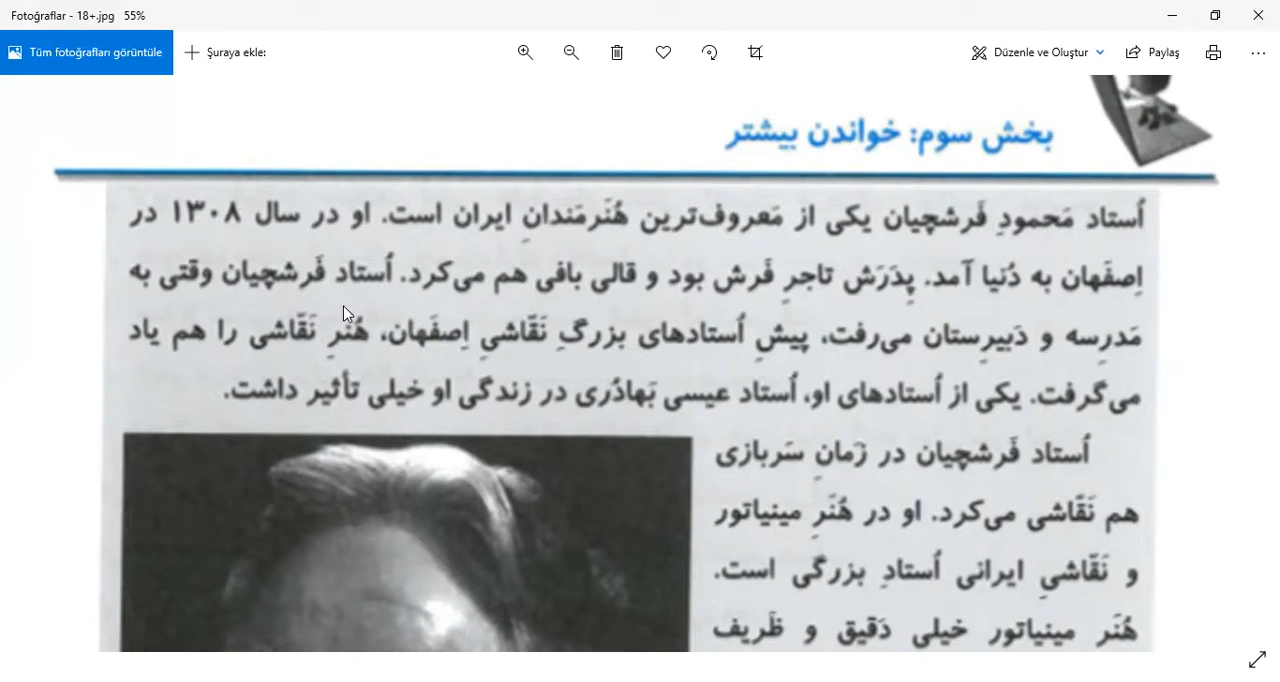 Fotoğraflar - 18+.jpg   55%
Tüm fotoğrafları görüntüle
Şuraya ekle:
Düzenle ve Oluştur
Paylaş
بخش سوم: خواندن بیشتر
اُستاد مَحمودِ فَرشچیان یکی از مَعروف‌ترین هُنَرمَندانِ ایران است. او در سال ۱۳۰۸ در
اِصفَهان به دُنیا آمد. پِدَرَش تاجرِ فَرش بود و قالی بافی هم می‌کرد. اُستاد فَرشچیان وقتی به
مَدرِسه و دَبیرِستان می‌رفت، پیشِ اُستادهای بزرگِ نَقّاشیِ اِصفَهان، هُنَرِ نَقّاشی را هم یاد
می‌گرفت. یکی از اُستادهای او، اُستاد عیسی بَهادُری در زندگی او خیلی تأثیر داشت.
اُستاد فَرشچیان در زَمانِ سَربازی
هم نَقّاشی می‌کرد. او در هُنَرِ مینیاتور
و نَقّاشیِ ایرانی اُستادِ بزرگی است.
هُنَر مینیاتور خیلی دَقیق و ظَریف